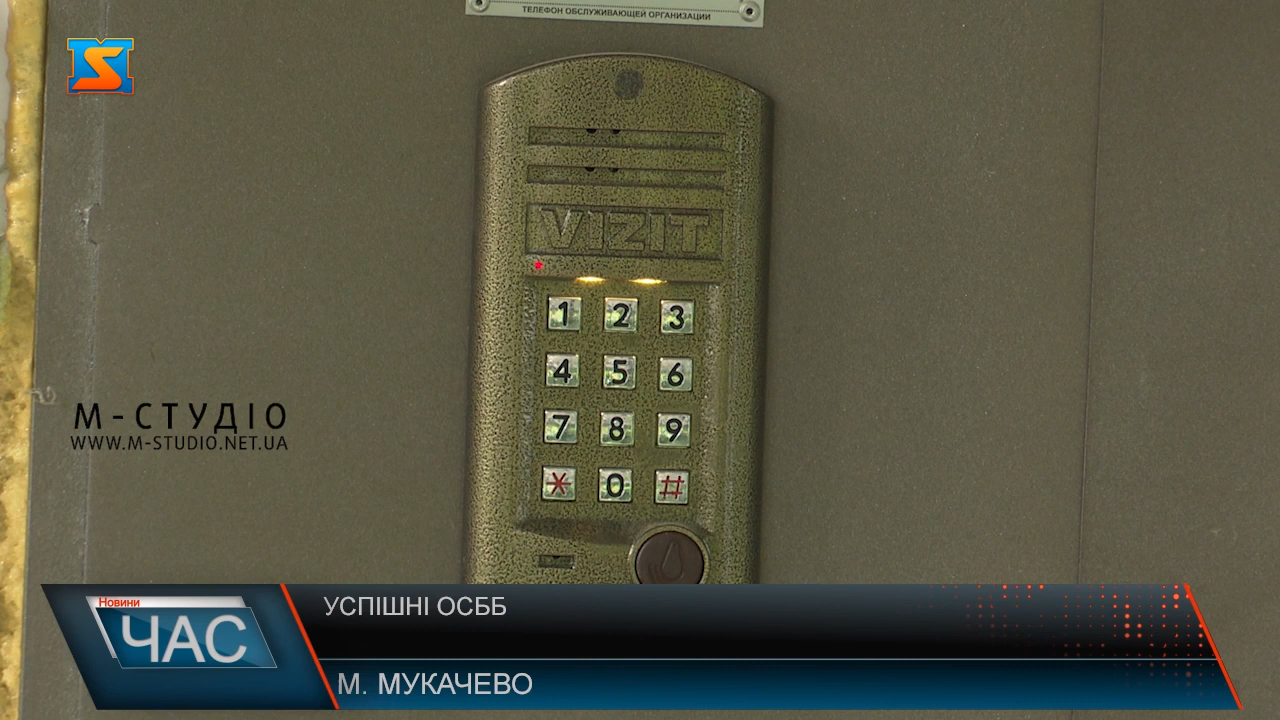 ТЕЛЕФОН ОБСЛУЖИВАЮЩЕЙ ОРГАНИЗАЦИИ
VIZIT
1 2 3
4 5 6
7 8 9
* 0 #
М-СТУДІО
WWW.M-STUDIO.NET.UA
Новини
ЧАС
УСПІШНІ ОСББ
М. МУКАЧЕВО